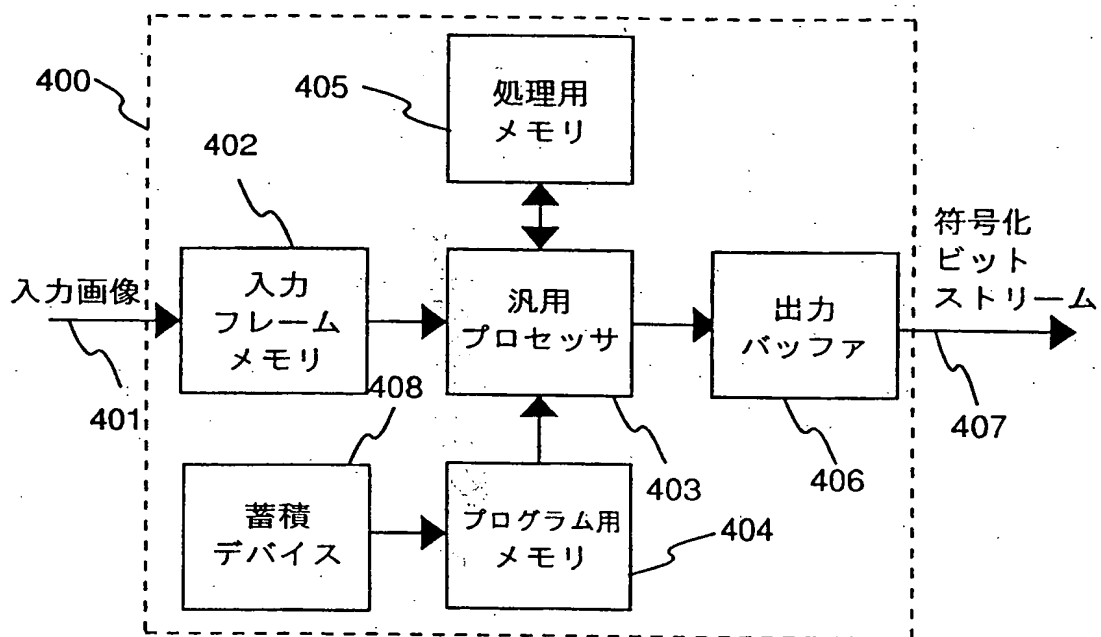 400
405
処理用
メモリ
402
入力画像
401
入力
フレーム
メモリ
汎用
プロセッサ
出力
バッファ
符号化
ビット
ストリーム
407
406
408
403
蓄積
デバイス
プログラム用
メモリ
404